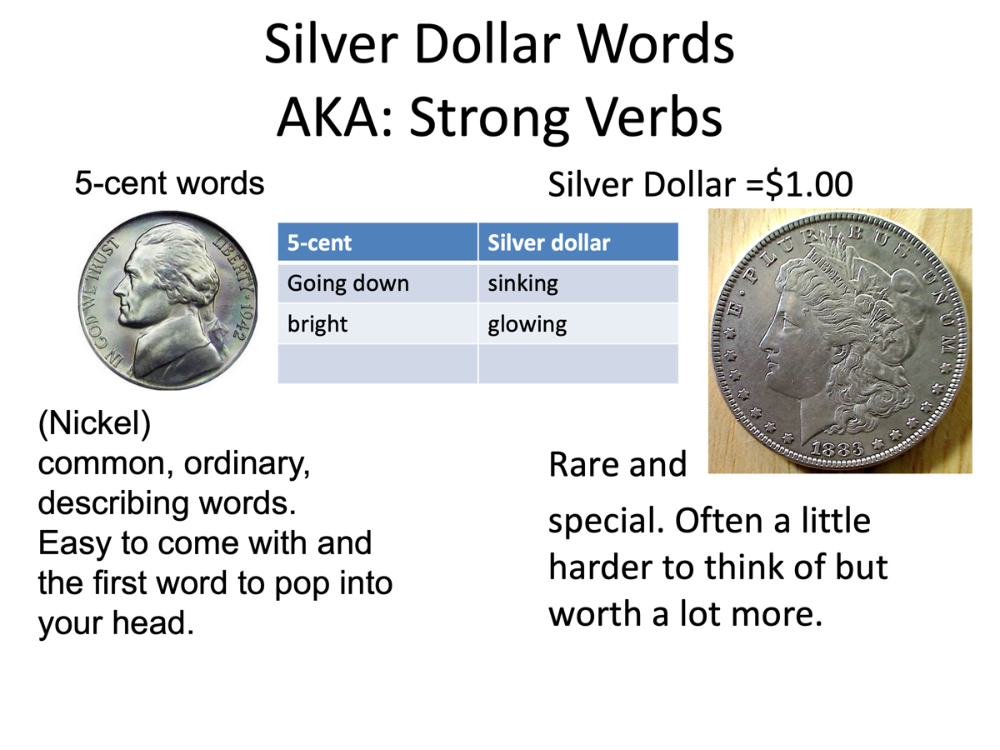 Silver Dollar Words
AKA: Strong Verbs
5-cent words
Silver Dollar =$1.00
IN GOD WE TRUST
LIBERTY • 1942
5-cent Silver dollar
Going down sinking
bright glowing
E • PLURIBUS • UNUM
LIBERTY
1883
(Nickel)
common, ordinary,
describing words.
Easy to come with and
the first word to pop into
your head.
Rare and
special. Often a little
harder to think of but
worth a lot more.